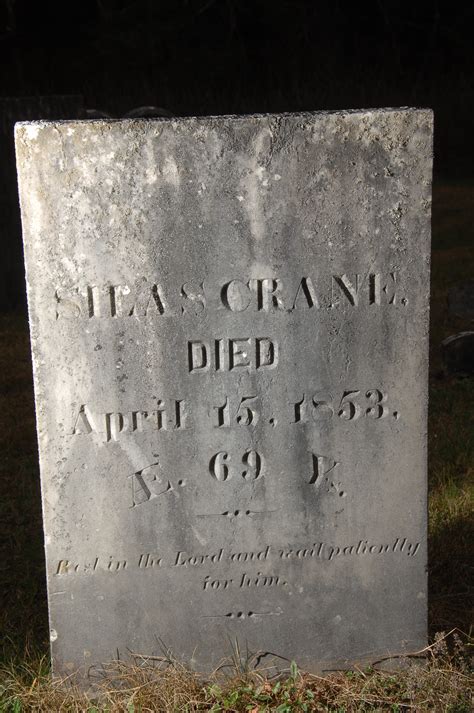 SILAS CRANE.
DIED
April 15, 1853.
Æ. 69 Y.
Rest in the Lord and wait patiently
for him.